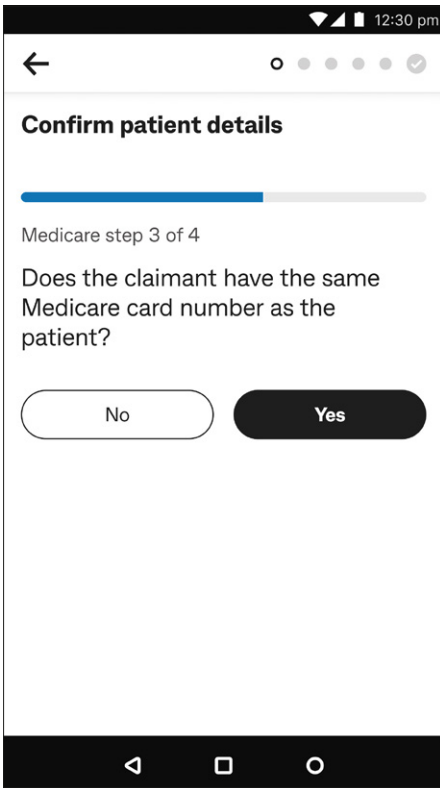 12:30 pm
Confirm patient details
Medicare step 3 of 4
Does the claimant have the same
Medicare card number as the
patient?
No
Yes